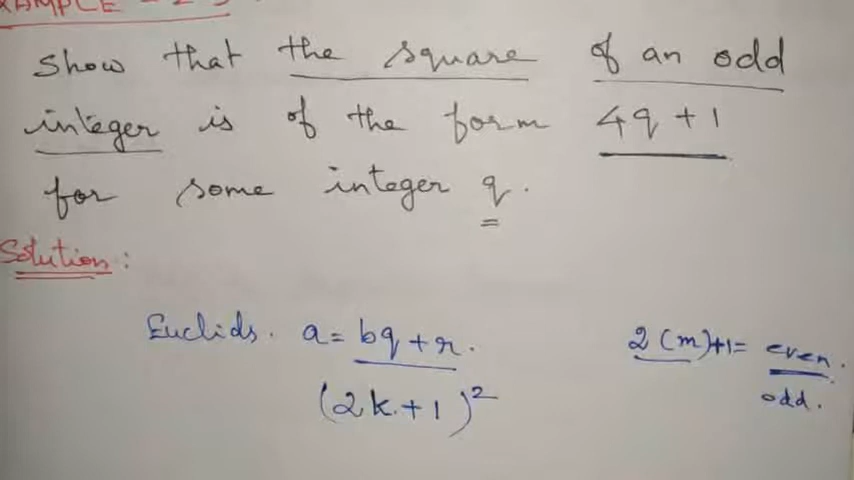 Show that the square of an odd
integer is of the form 4q + 1
for some integer q.
Solution:
Euclids. a = bq + r.
2(m)+1= even.
odd.
(2k+1)²